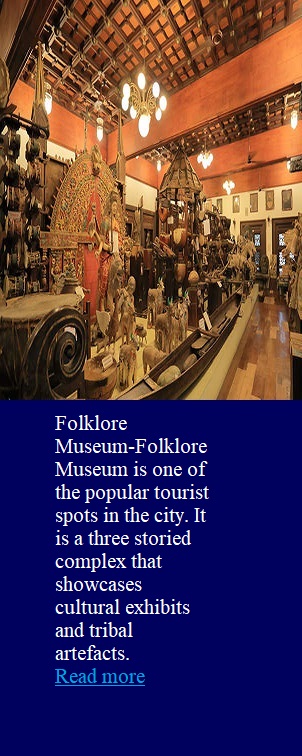 Folklore
Museum-Folklore
Museum is one of
the popular tourist
spots in the city. It
is a three storied
complex that
showcases
cultural exhibits
and tribal
artefacts.
Read more